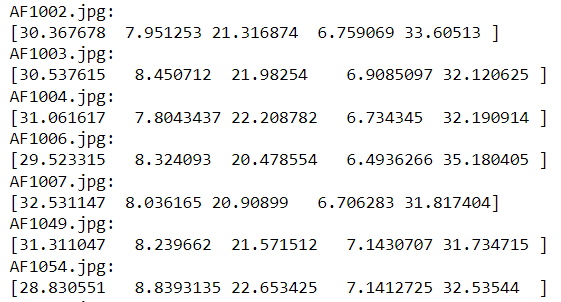 AF1002.jpg:
[30.367678 7.951253 21.316874 6.759069 33.60513 ]
AF1003.jpg:
[30.537615 8.450712 21.98254 6.9085097 32.120625 ]
AF1004.jpg:
[31.061617 7.8043437 22.208782 6.734345 32.190914 ]
AF1006.jpg:
[29.523315 8.324093 20.478554 6.4936266 35.180405 ]
AF1007.jpg:
[32.531147 8.036165 20.90899 6.706283 31.817404]
AF1049.jpg:
[31.311047 8.239662 21.571512 7.1430707 31.734715 ]
AF1054.jpg:
[28.830551 8.8393135 22.653425 7.1412725 32.53544 ]